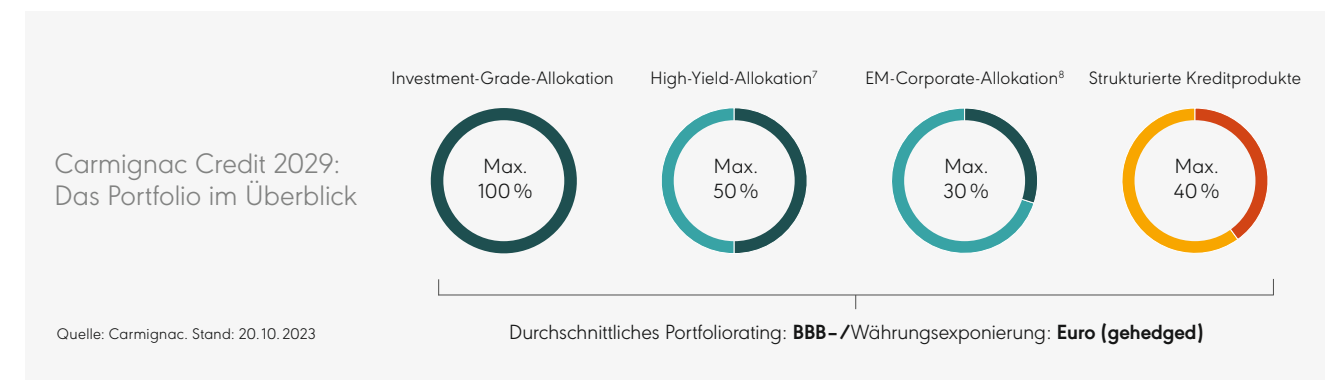 Investment-Grade-Allokation
High-Yield-Allokation⁷
EM-Corporate-Allokation⁸
Strukturierte Kreditprodukte
Carmignac Credit 2029:
Das Portfolio im Überblick
Max.
100 %
Max.
50 %
Max.
30 %
Max.
40 %
Quelle: Carmignac. Stand: 20.10.2023
Durchschnittliches Portfoliorating: BBB–/Währungsexponierung: Euro (gehedged)